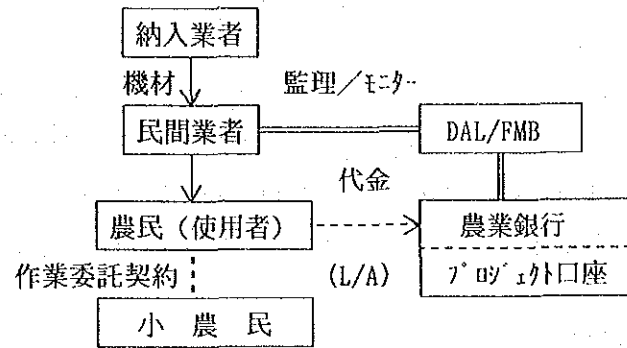 納入業者
機材
監理／ﾓﾆﾀｰ
民間業者
DAL/FMB
代金
農民（使用者）
農業銀行
作業委託契約
(L/A)
ﾌﾟﾛｼﾞｪｸﾄ口座
小 農 民